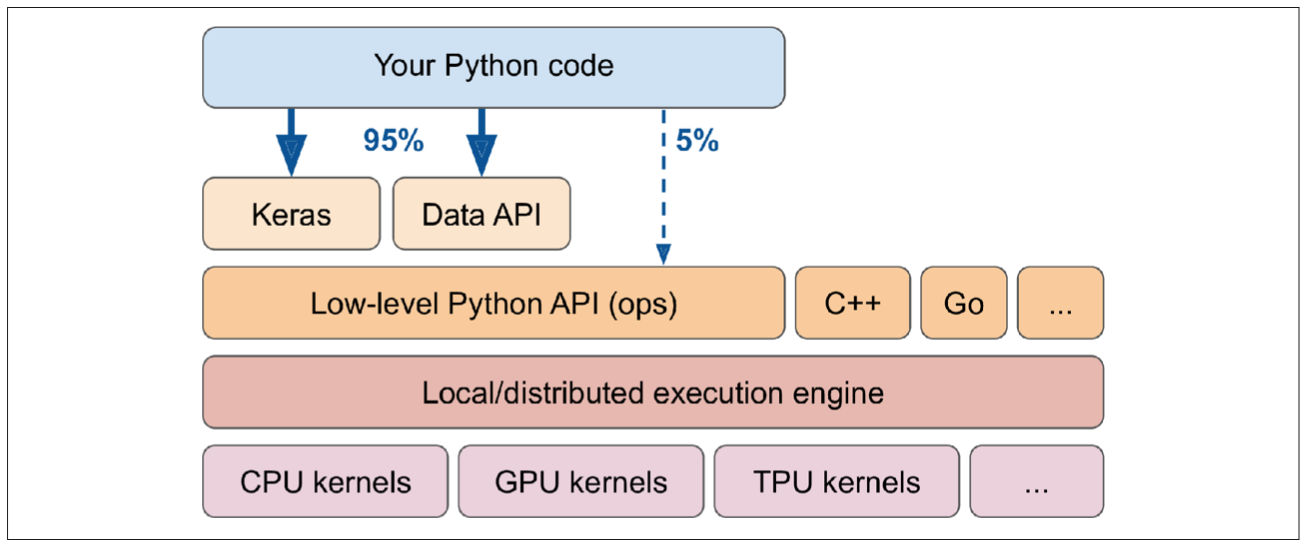 Your Python code
95%
5%
Keras
Data API
Low-level Python API (ops)
C++
Go
...
Local/distributed execution engine
CPU kernels
GPU kernels
TPU kernels
...